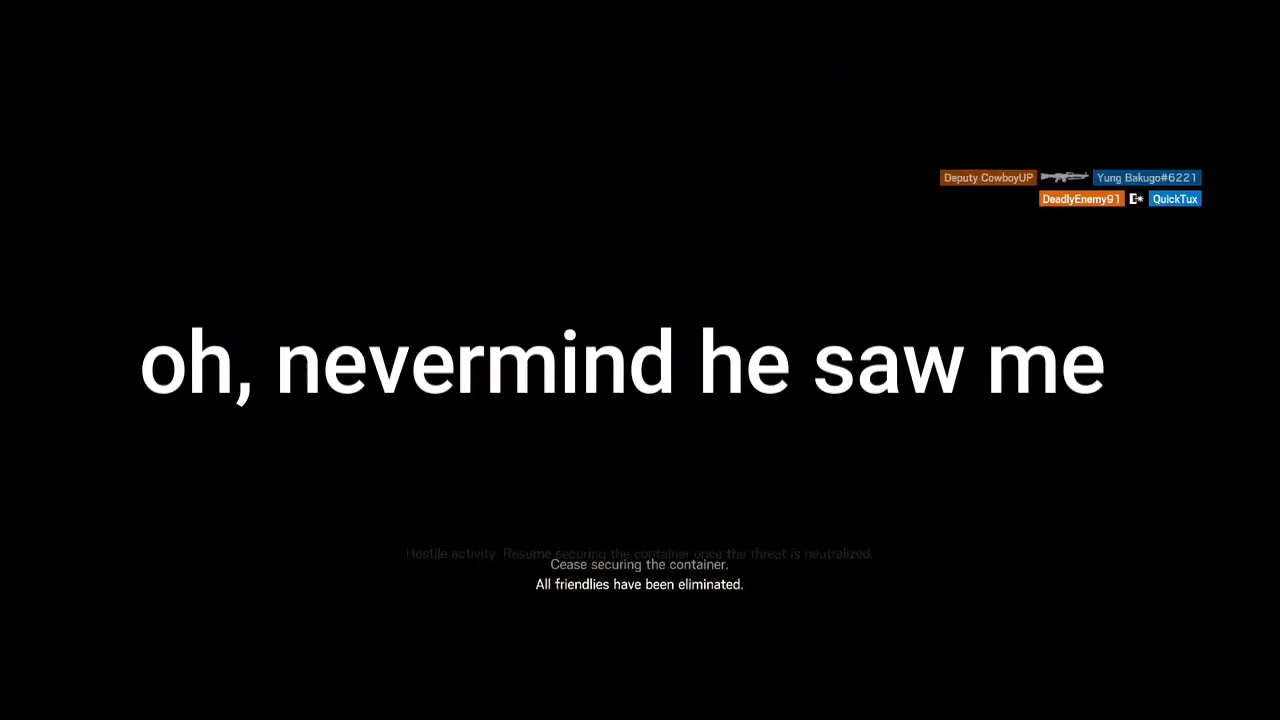 Deputy CowboyUP Yung Bakugo#6221
DeadlyEnemy91 QuickTux
oh, nevermind he saw me
Hostile activity. Resume securing the container once the threat is neutralized.
Cease securing the container.
All friendlies have been eliminated.